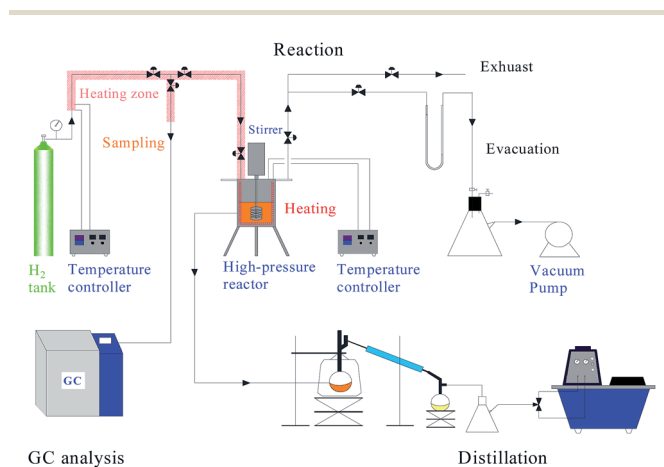 Reaction
Exhuast
Heating zone
Sampling
Stirrer
Evacuation
Heating
H2
tank
Temperature
controller
High-pressure
reactor
Temperature
controller
Vacuum
Pump
GC
GC analysis
Distillation